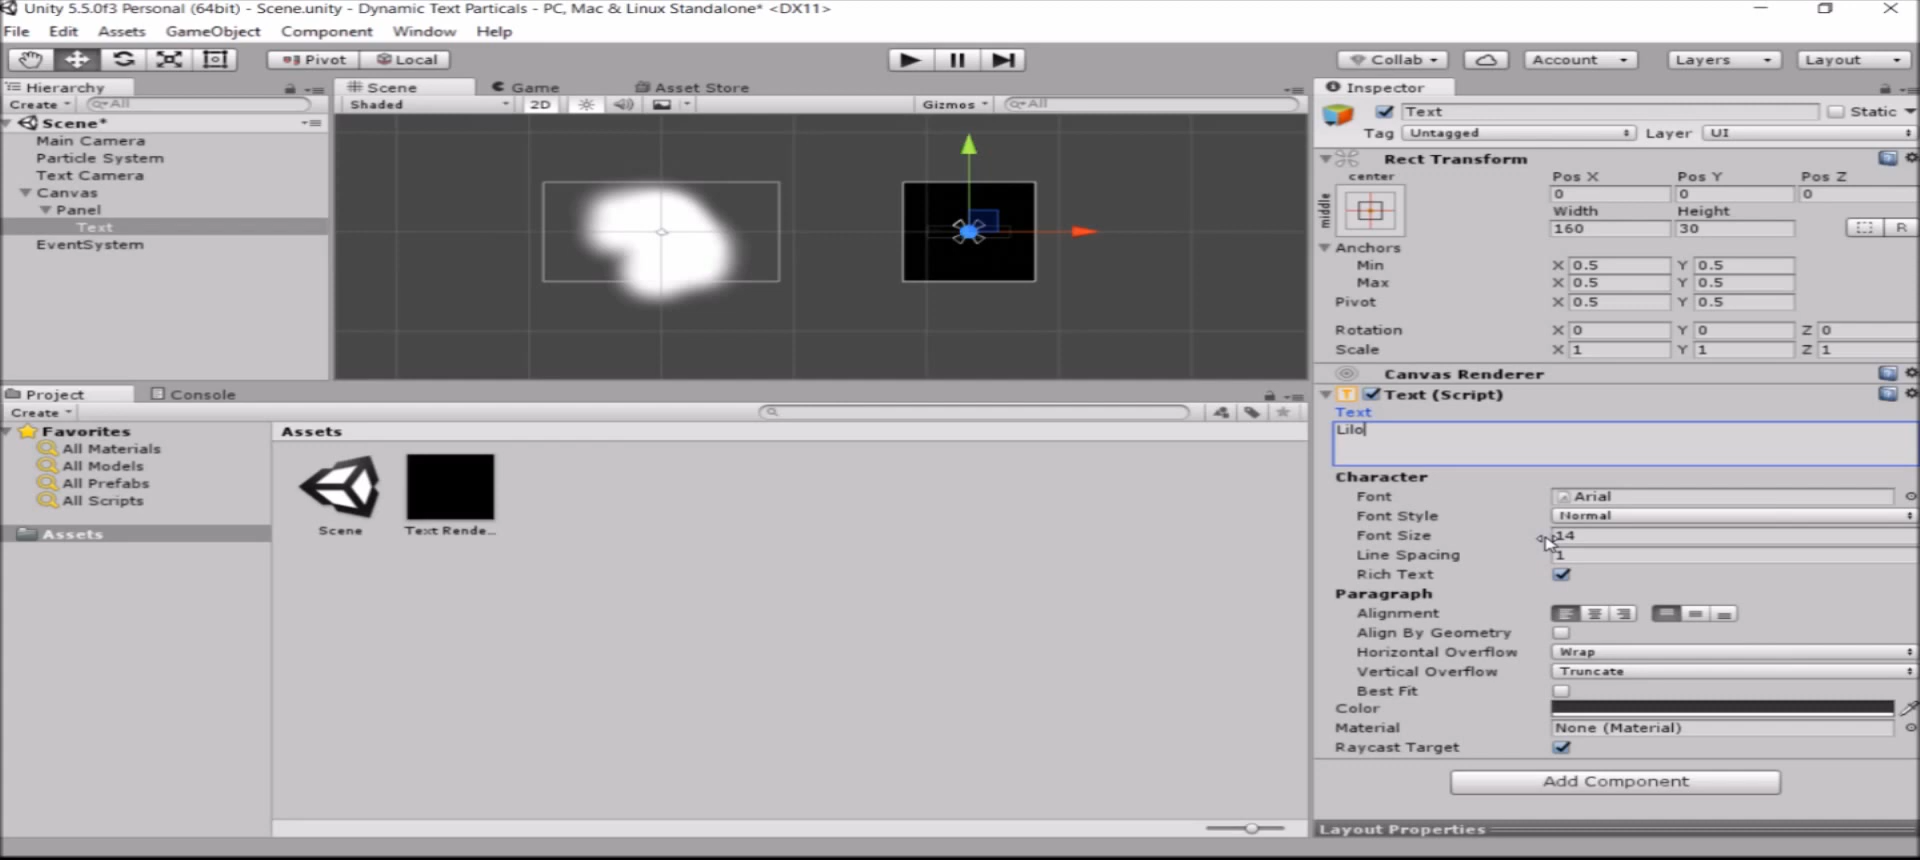 Unity 5.5.0f3 Personal (64bit) - Scene.unity - Dynamic Text Particals - PC, Mac & Linux Standalone* <DX11>
File Edit Assets GameObject Component Window Help
Pivot Local Collab Account Layers Layout
Hierarchy
Create All
Scene*
Main Camera
Particle System
Text Camera
Canvas
Panel
Text
EventSystem
Scene Game Asset Store
Shaded 2D Gizmos All
Project Console
Create
Favorites
All Materials
All Models
All Prefabs
All Scripts
Assets
Assets
Scene
Text Rende...
Inspector
Text Static
Tag Untagged Layer UI
Rect Transform
center
middle
Pos X Pos Y Pos Z
0 0 0
Width Height
160 30
R
Anchors
Min X 0.5 Y 0.5
Max X 0.5 Y 0.5
Pivot X 0.5 Y 0.5
Rotation X 0 Y 0 Z 0
Scale X 1 Y 1 Z 1
Canvas Renderer
T Text (Script)
Text
Lilo
Character
Font Arial
Font Style Normal
Font Size 14
Line Spacing 1
Rich Text
Paragraph
Alignment
Align By Geometry
Horizontal Overflow Wrap
Vertical Overflow Truncate
Best Fit
Color
Material None (Material)
Raycast Target
Add Component
Layout Properties